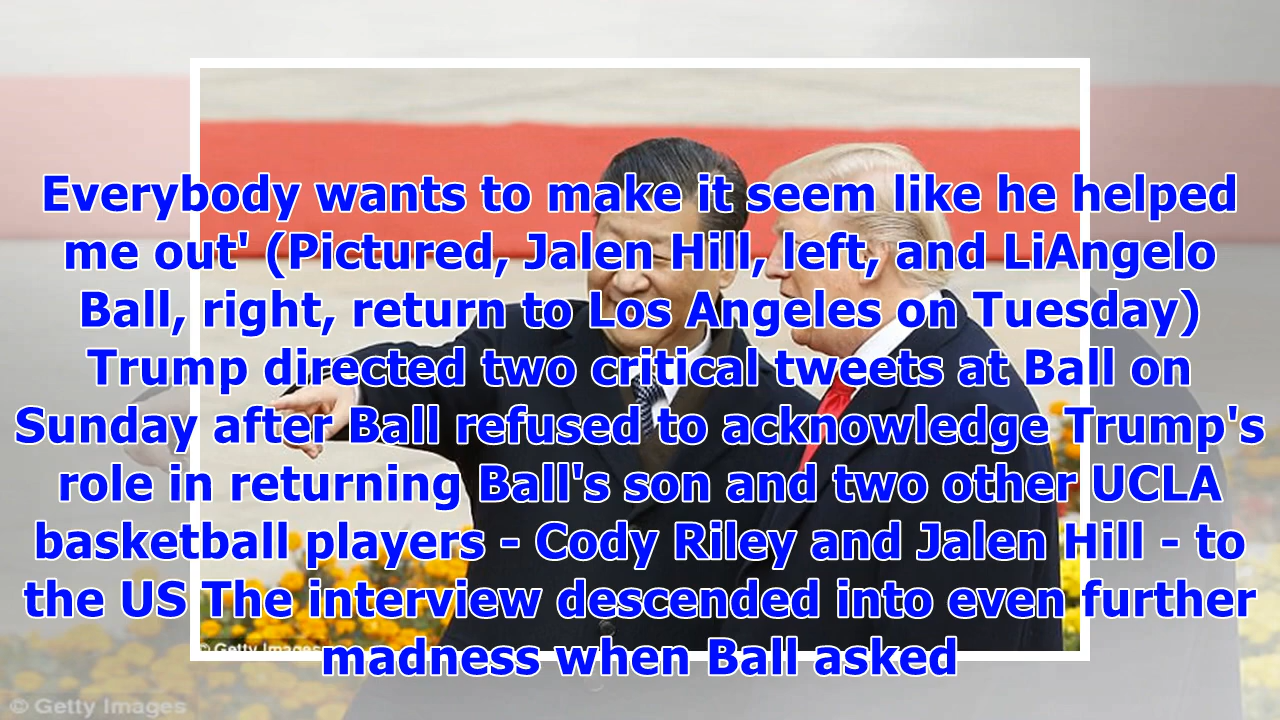 Everybody wants to make it seem like he helped
me out' (Pictured, Jalen Hill, left, and LiAngelo
Ball, right, return to Los Angeles on Tuesday)
Trump directed two critical tweets at Ball on
Sunday after Ball refused to acknowledge Trump's
role in returning Ball's son and two other UCLA
basketball players - Cody Riley and Jalen Hill - to
the US The interview descended into even further
madness when Ball asked
© Getty Images
© Getty Images